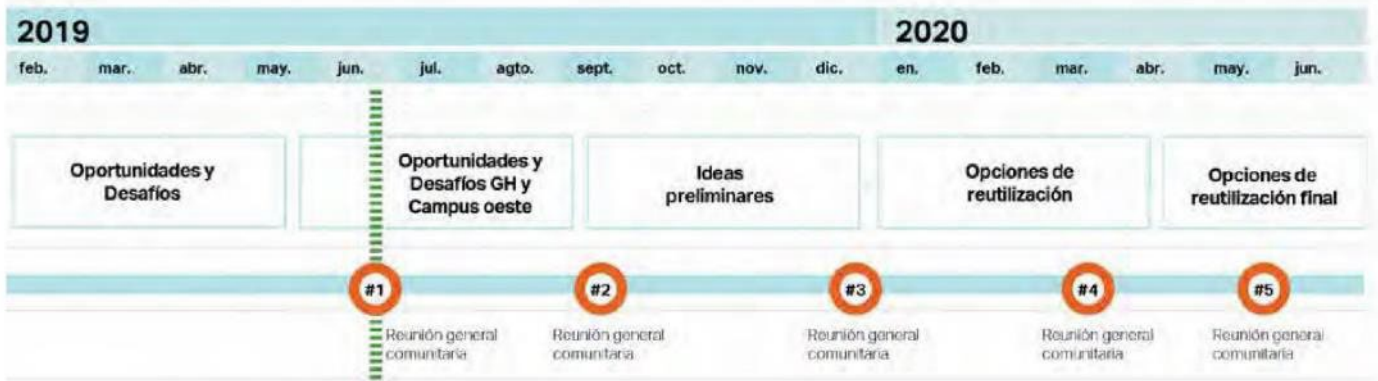 2019 2020
feb. mar. abr. may. jun. jul. agto. sept. oct. nov. dic. en. feb. mar. abr. may. jun.
Oportunidades y
Desafíos
Oportunidades y
Desafíos GH y
Campus oeste
Ideas
preliminares
Opciones de
reutilización
Opciones de
reutilización final
#1 #2 #3 #4 #5
Reunión general
comunitaria
Reunión general
comunitaria
Reunión general
comunitaria
Reunión general
comunitaria
Reunión general
comunitaria